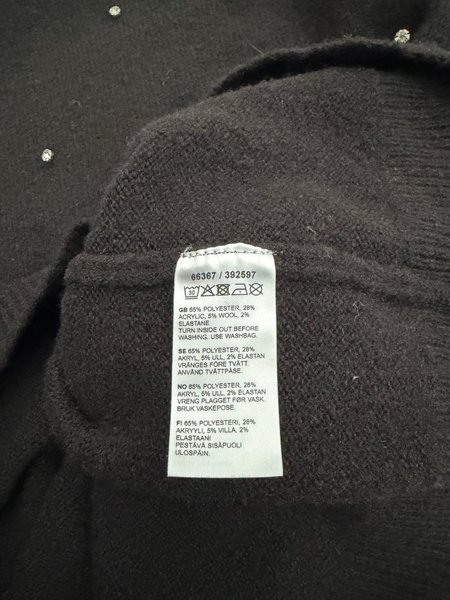 66367 / 392597
30
GB 65% POLYESTER, 28%
ACRYLIC, 5% WOOL, 2%
ELASTANE.
TURN INSIDE OUT BEFORE
WASHING. USE WASHBAG.
SE 65% POLYESTER, 28%
AKRYL, 5% ULL, 2% ELASTAN
VRÄNGES FÖRE TVÄTT.
ANVÄND TVÄTTPÅSE.
NO 65% POLYESTER, 28%
AKRYL, 5% ULL, 2% ELASTAN
VRENG PLAGGET FØR VASK.
BRUK VASKEPOSE.
FI 65% POLYESTERI, 28%
AKRYYLI, 5% VILLA, 2%
ELASTAANI
PESTÄVÄ SISÄPUOLI
ULOSPÄIN.